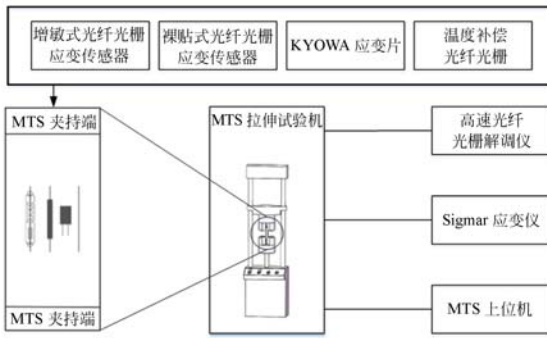 增敏式光纤光栅
应变传感器
裸贴式光纤光栅
应变传感器
KYOWA 应变片
温度补偿
光纤光栅
MTS 夹持端
MTS 夹持端
MTS 拉伸试验机
高速光纤
光栅解调仪
Sigmar 应变仪
MTS 上位机